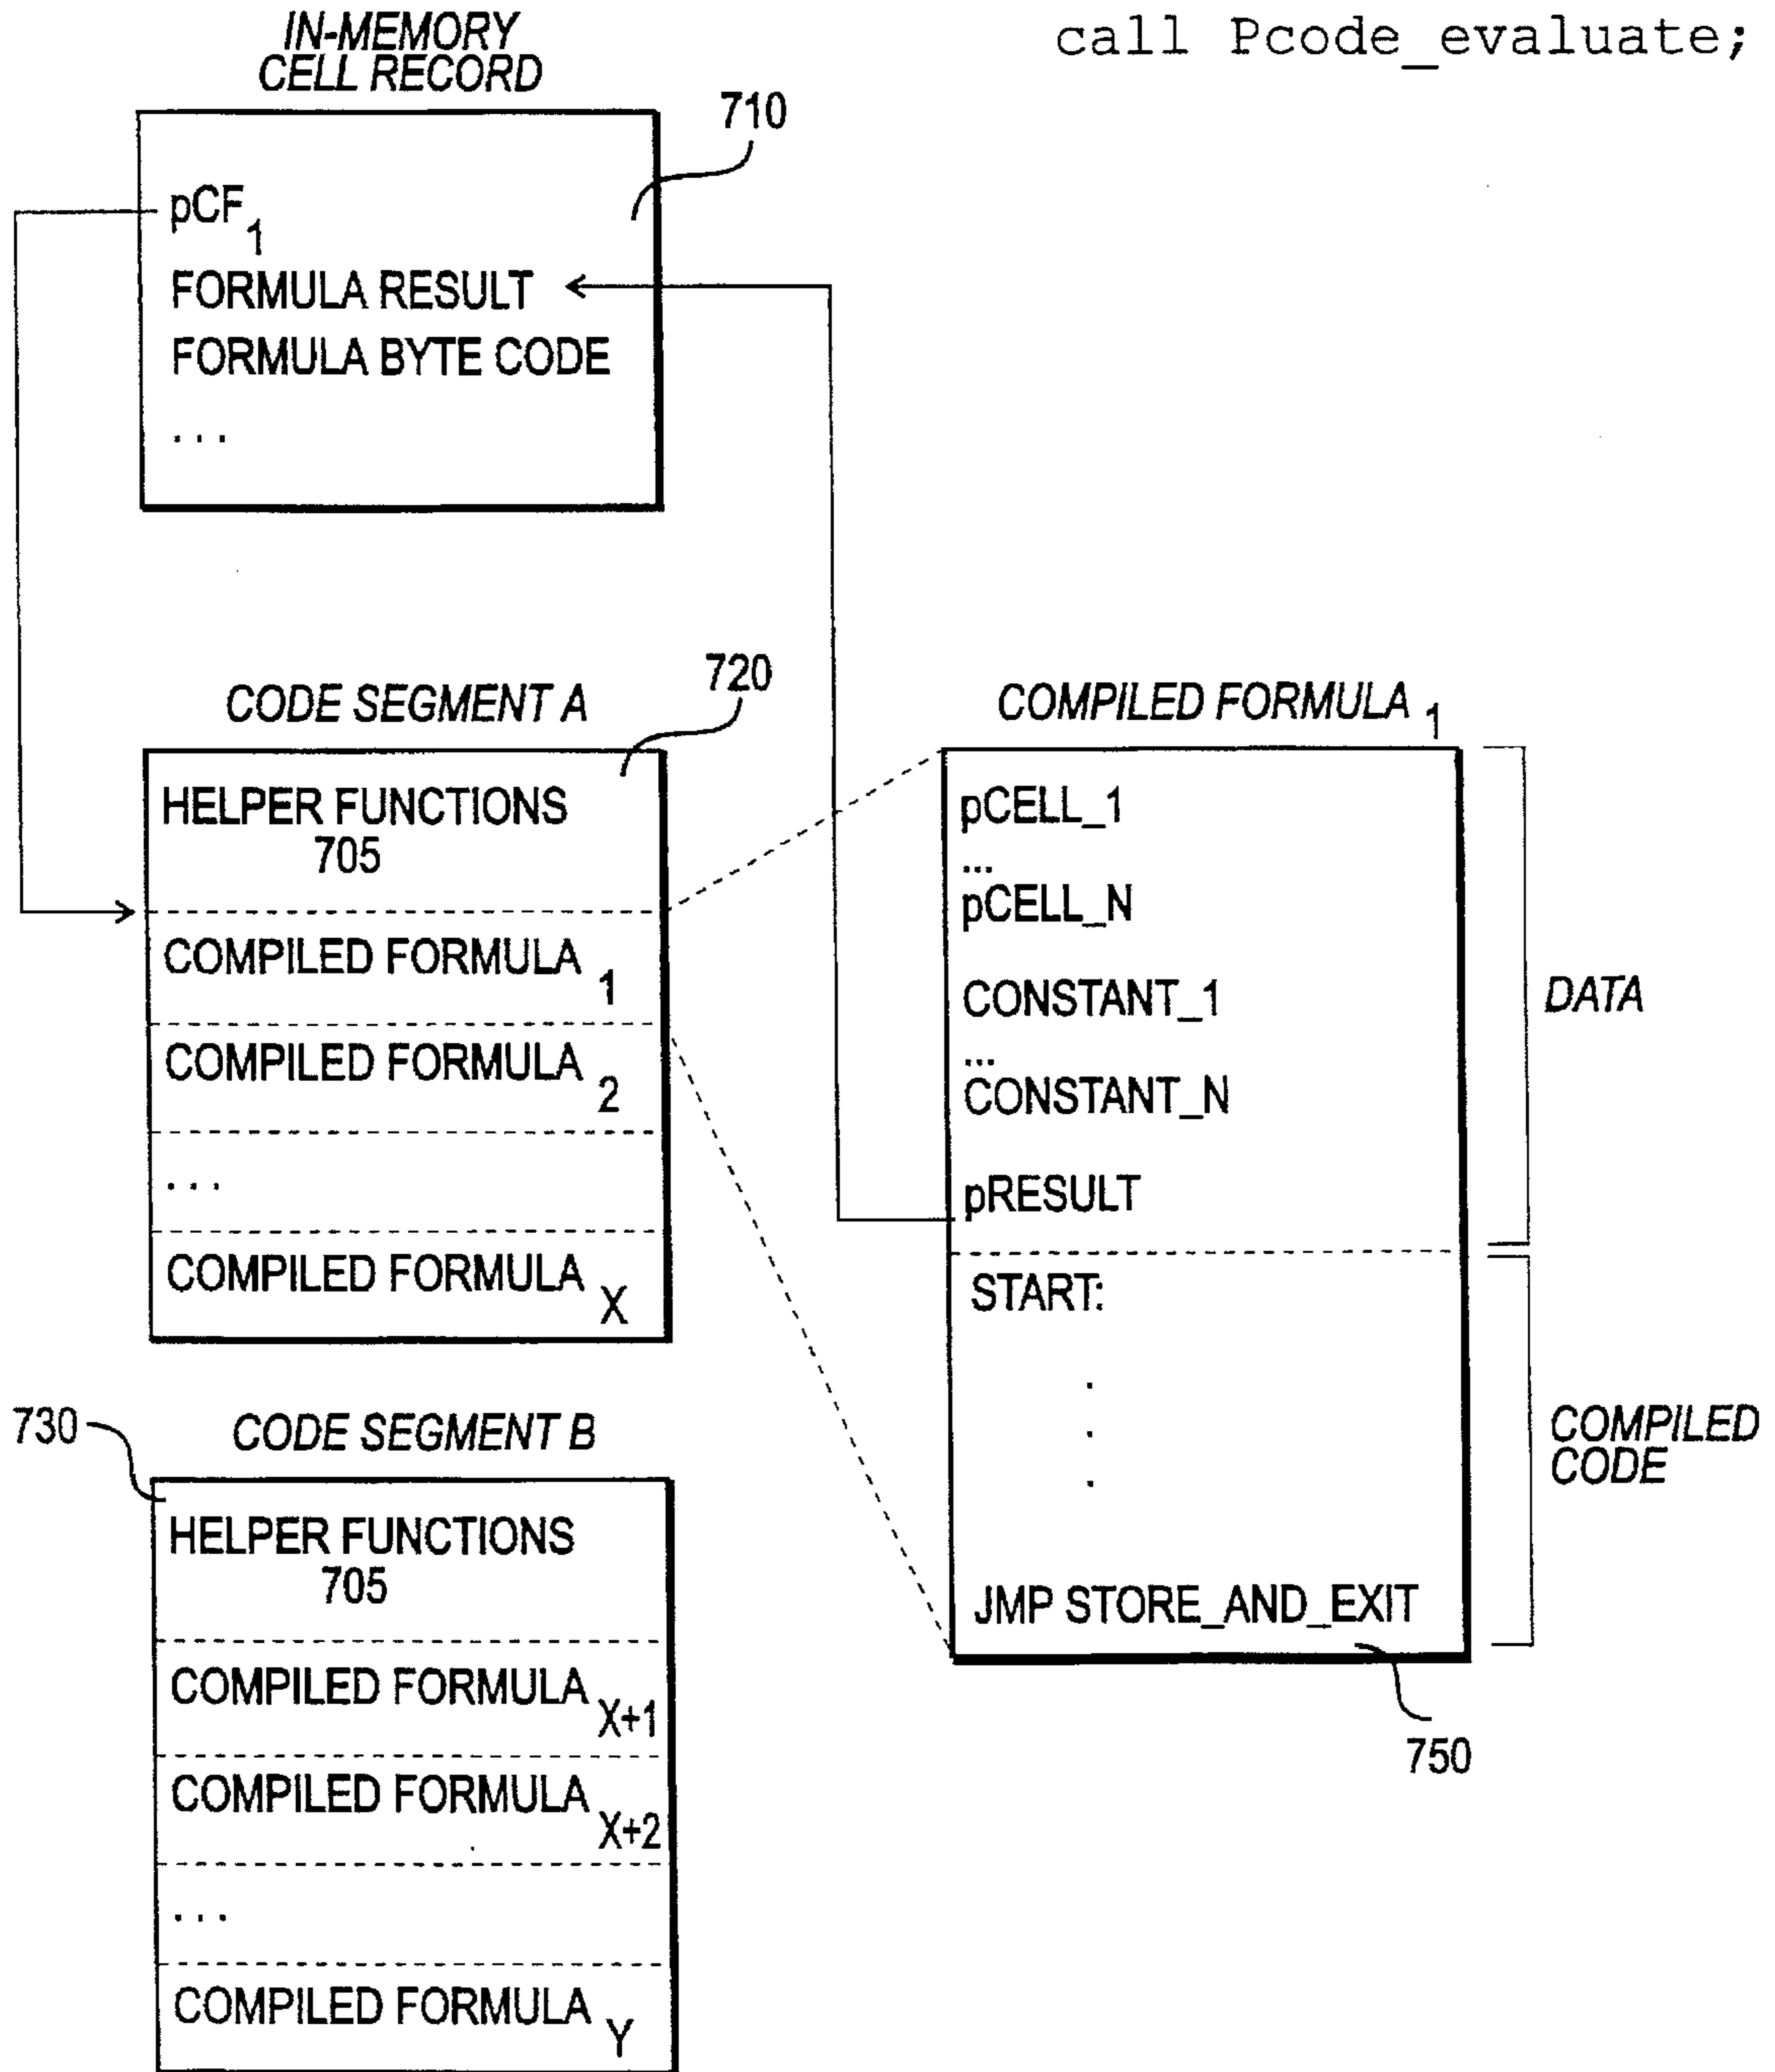 call Pcode_evaluate;
IN-MEMORY
CELL RECORD
710
pCF1
FORMULA RESULT
FORMULA BYTE CODE
...
CODE SEGMENT A
720
HELPER FUNCTIONS
705
COMPILED FORMULA 1
COMPILED FORMULA 2
...
COMPILED FORMULA X
COMPILED FORMULA 1
pCELL_1
...
pCELL_N
CONSTANT_1
...
CONSTANT_N
pRESULT
DATA
START:
.
.
.
JMP STORE_AND_EXIT
COMPILED
CODE
750
730
CODE SEGMENT B
HELPER FUNCTIONS
705
COMPILED FORMULA X+1
COMPILED FORMULA X+2
...
COMPILED FORMULA Y